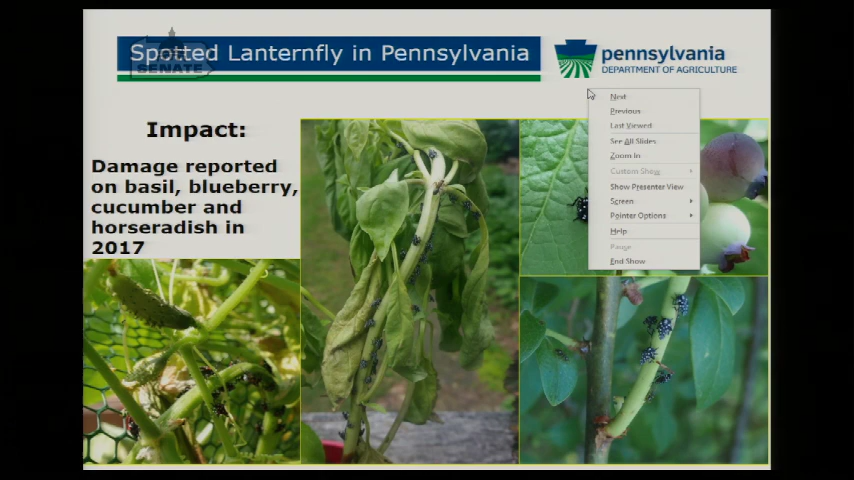 Spotted Lanternfly in Pennsylvania
SENATE
pennsylvania
DEPARTMENT OF AGRICULTURE
Impact:
Damage reported
on basil, blueberry,
cucumber and
horseradish in
2017
Next
Previous
Last Viewed
See All Slides
Zoom In
Custom Show
Show Presenter View
Screen
Pointer Options
Help
Pause
End Show